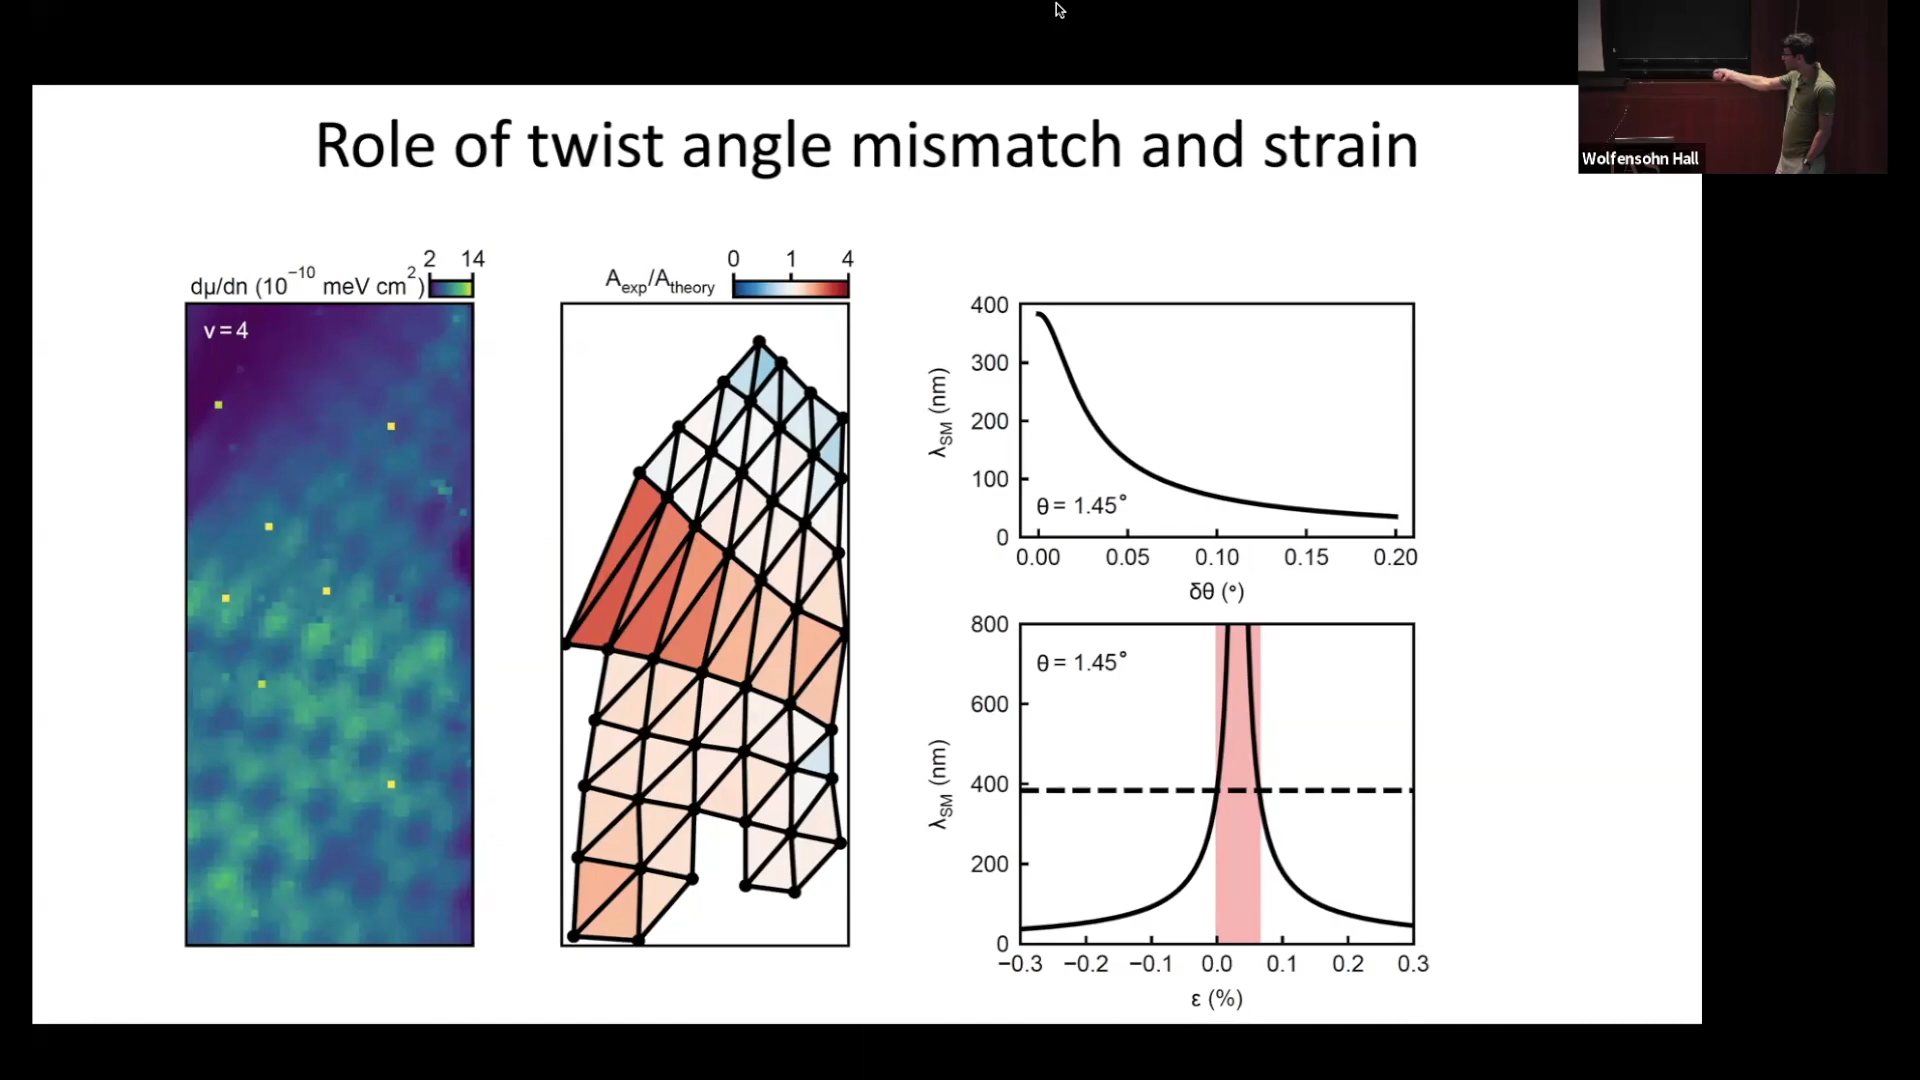 Role of twist angle mismatch and strain
Wolfensohn Hall
dμ/dn (10⁻¹⁰ meV cm²)
2 14
ν=4
A_exp/A_theory
0 1 4
400
300
200
100
0
λ_SM (nm)
θ = 1.45°
0.00 0.05 0.10 0.15 0.20
δθ (°)
800
600
400
200
0
λ_SM (nm)
θ = 1.45°
−0.3 −0.2 −0.1 0.0 0.1 0.2 0.3
ε (%)